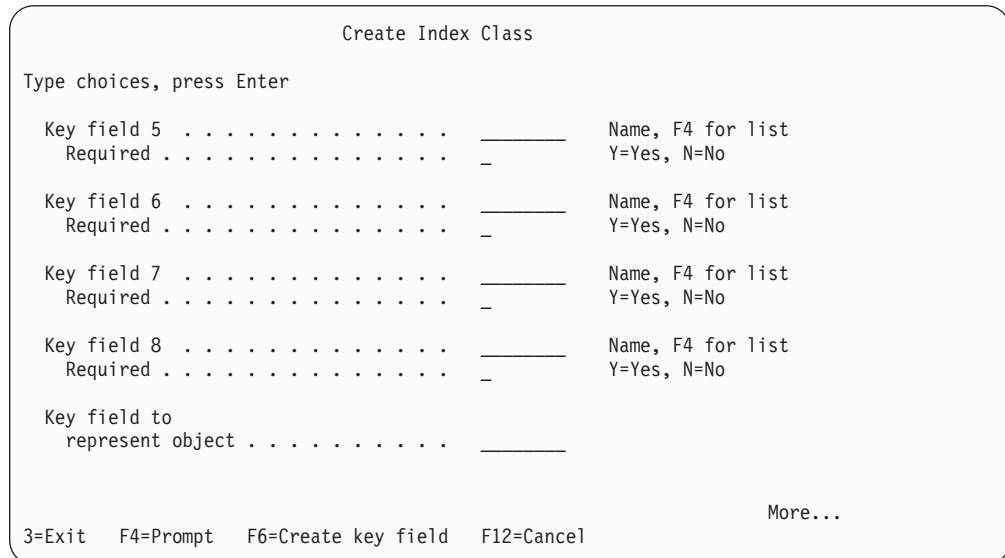 Create Index Class
Type choices, press Enter
Key field 5 . . . . . . . . . . . . . ________ Name, F4 for list
Required . . . . . . . . . . . . . . _ Y=Yes, N=No
Key field 6 . . . . . . . . . . . . . ________ Name, F4 for list
Required . . . . . . . . . . . . . . _ Y=Yes, N=No
Key field 7 . . . . . . . . . . . . . ________ Name, F4 for list
Required . . . . . . . . . . . . . . _ Y=Yes, N=No
Key field 8 . . . . . . . . . . . . . ________ Name, F4 for list
Required . . . . . . . . . . . . . . _ Y=Yes, N=No
Key field to
represent object . . . . . . . . . . ________
More...
3=Exit F4=Prompt F6=Create key field F12=Cancel